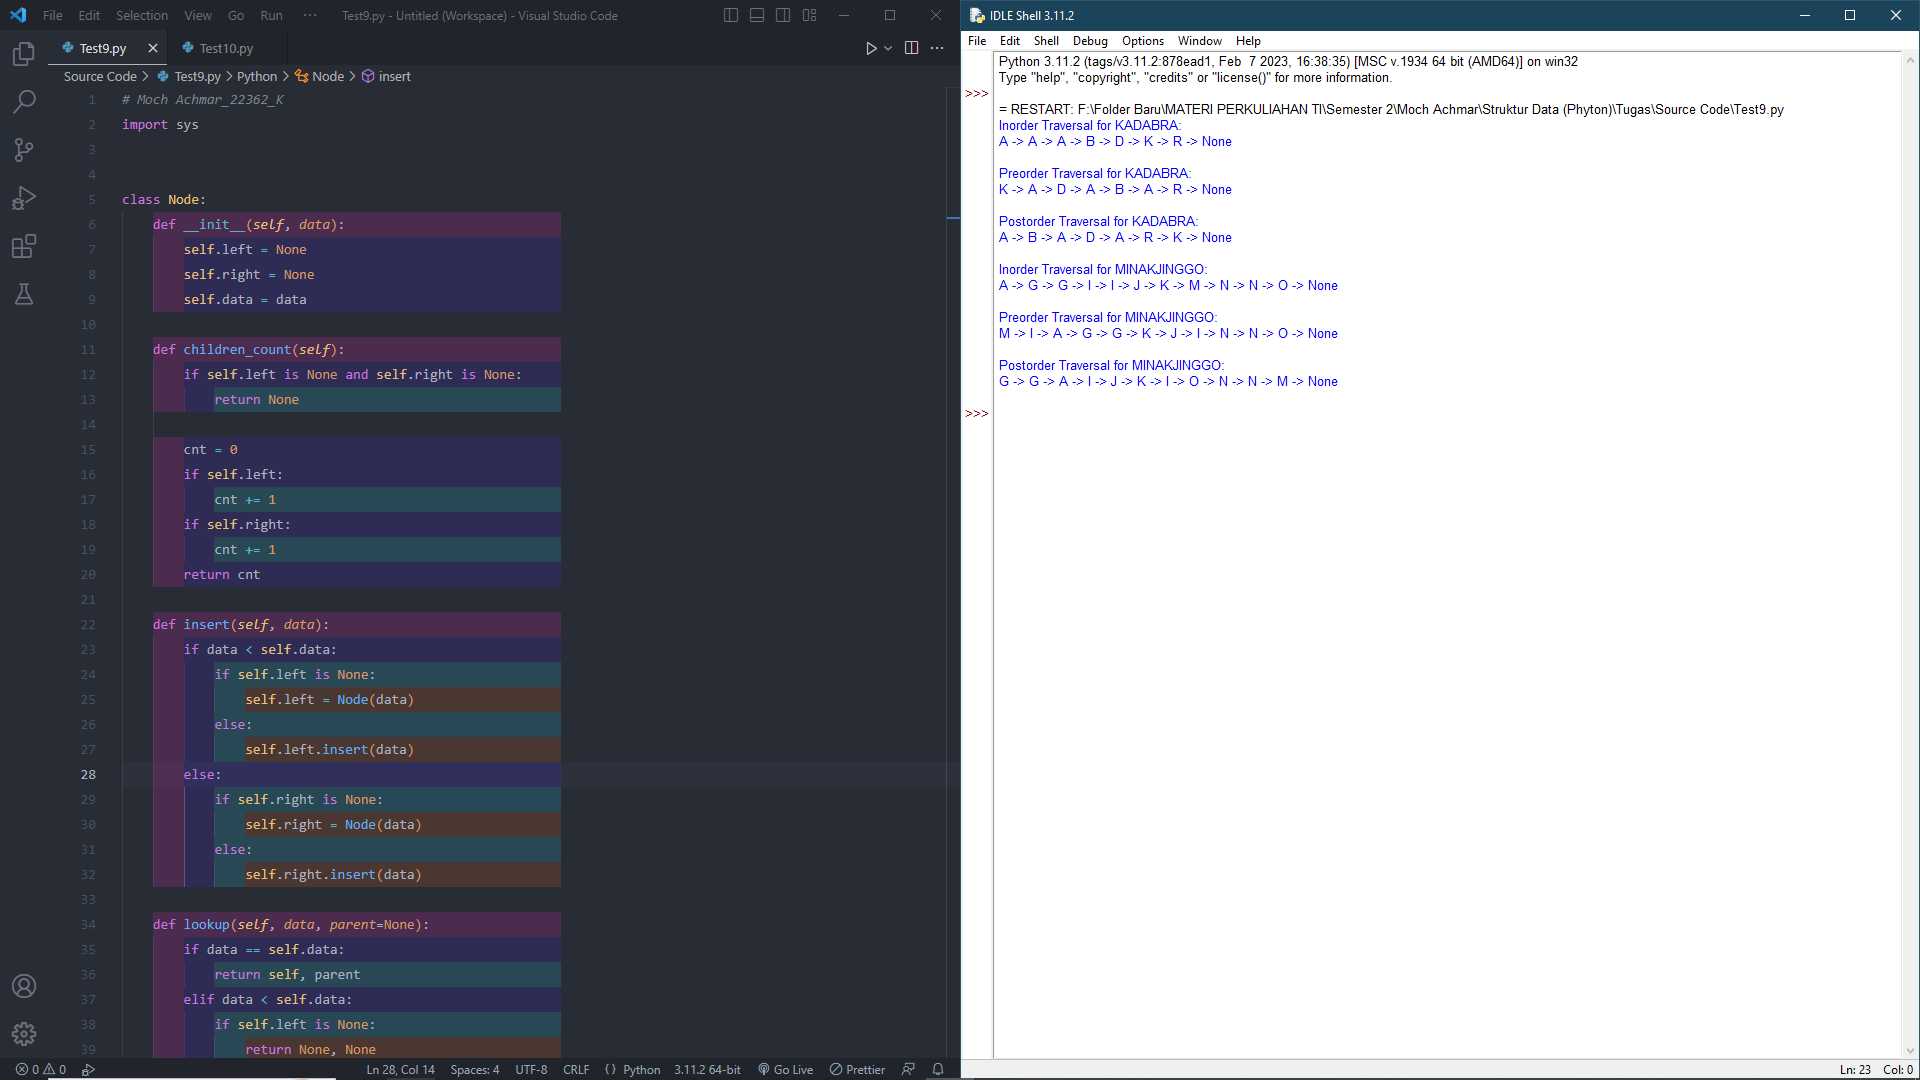 File Edit Selection View Go Run ··· Test9.py - Untitled (Workspace) - Visual Studio Code
Test9.py Test10.py
Source Code > Test9.py > Python > Node > insert
1 # Moch Achmar_22362_K
2 import sys
3
4
5 class Node:
6 def __init__(self, data):
7 self.left = None
8 self.right = None
9 self.data = data
10
11 def children_count(self):
12 if self.left is None and self.right is None:
13 return None
14
15 cnt = 0
16 if self.left:
17 cnt += 1
18 if self.right:
19 cnt += 1
20 return cnt
21
22 def insert(self, data):
23 if data < self.data:
24 if self.left is None:
25 self.left = Node(data)
26 else:
27 self.left.insert(data)
28 else:
29 if self.right is None:
30 self.right = Node(data)
31 else:
32 self.right.insert(data)
33
34 def lookup(self, data, parent=None):
35 if data == self.data:
36 return self, parent
37 elif data < self.data:
38 if self.left is None:
39 return None, None
0 0 Ln 28, Col 14 Spaces: 4 UTF-8 CRLF {} Python 3.11.2 64-bit Go Live Prettier
IDLE Shell 3.11.2
File Edit Shell Debug Options Window Help
Python 3.11.2 (tags/v3.11.2:878ead1, Feb  7 2023, 16:38:35) [MSC v.1934 64 bit (AMD64)] on win32
Type "help", "copyright", "credits" or "license()" for more information.
>>>
= RESTART: F:\Folder Baru\MATERI PERKULIAHAN TI\Semester 2\Moch Achmar\Struktur Data (Phyton)\Tugas\Source Code\Test9.py
Inorder Traversal for KADABRA:
A -> A -> A -> B -> D -> K -> R -> None

Preorder Traversal for KADABRA:
K -> A -> D -> A -> B -> A -> R -> None

Postorder Traversal for KADABRA:
A -> B -> A -> D -> A -> R -> K -> None

Inorder Traversal for MINAKJINGGO:
A -> G -> G -> I -> I -> J -> K -> M -> N -> N -> O -> None

Preorder Traversal for MINAKJINGGO:
M -> I -> A -> G -> G -> K -> J -> I -> N -> N -> O -> None

Postorder Traversal for MINAKJINGGO:
G -> G -> A -> I -> J -> K -> I -> O -> N -> N -> M -> None

>>>
Ln: 23 Col: 0